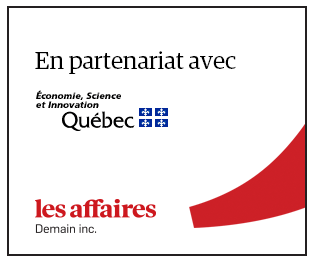 En partenariat avec
Économie, Science
et Innovation
Québec
les affaires
Demain inc.